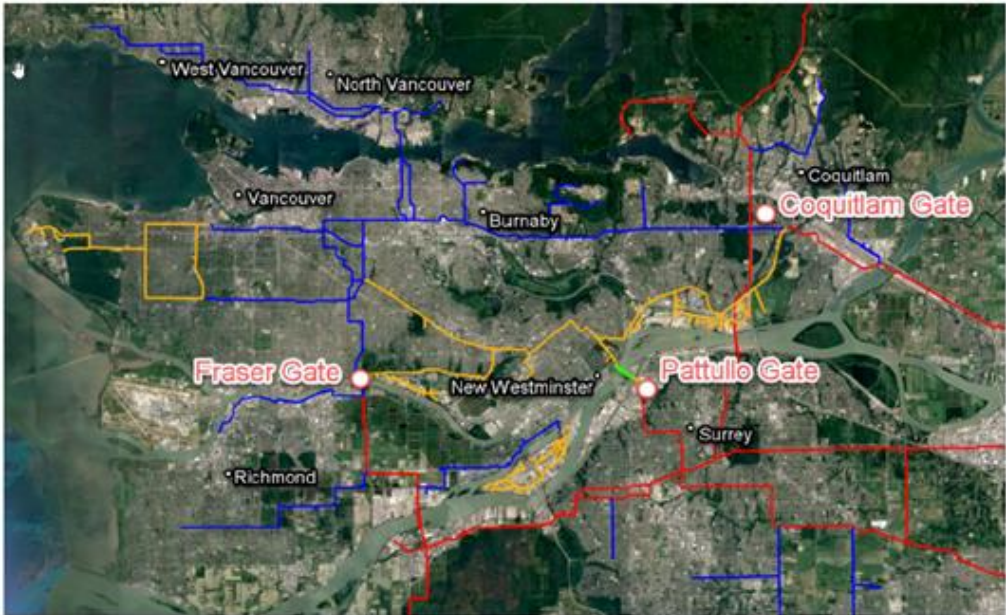 West Vancouver
North Vancouver
Vancouver
Burnaby
Coquitlam
Coquitlam Gate
Fraser Gate
New Westminster
Pattullo Gate
Surrey
Richmond